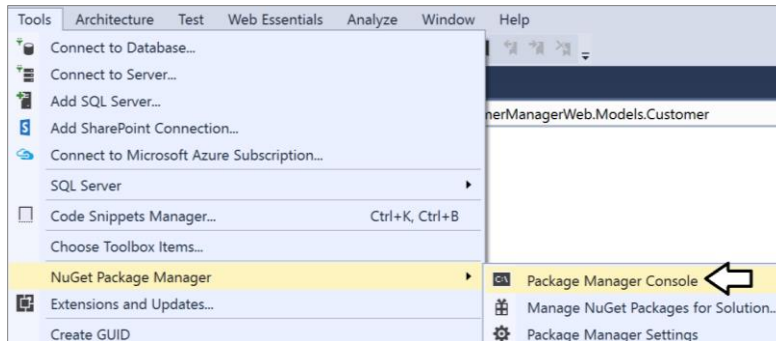 Tools Architecture Test Web Essentials Analyze Window Help
Connect to Database...
Connect to Server...
Add SQL Server...
nerManagerWeb.Models.Customer
Add SharePoint Connection...
Connect to Microsoft Azure Subscription...
SQL Server
Code Snippets Manager... Ctrl+K, Ctrl+B
Choose Toolbox Items...
NuGet Package Manager
Package Manager Console
Extensions and Updates...
Manage NuGet Packages for Solution...
Create GUID
Package Manager Settings